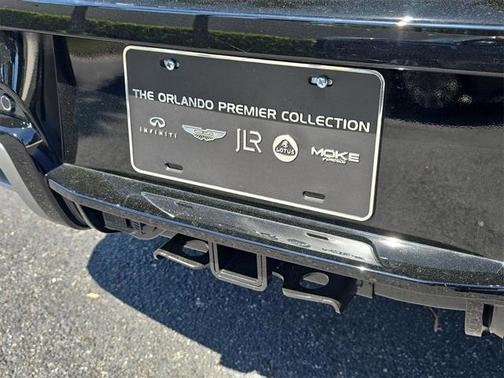 THE ORLANDO PREMIER COLLECTION
INFINITI JLR LOTUS MOKE